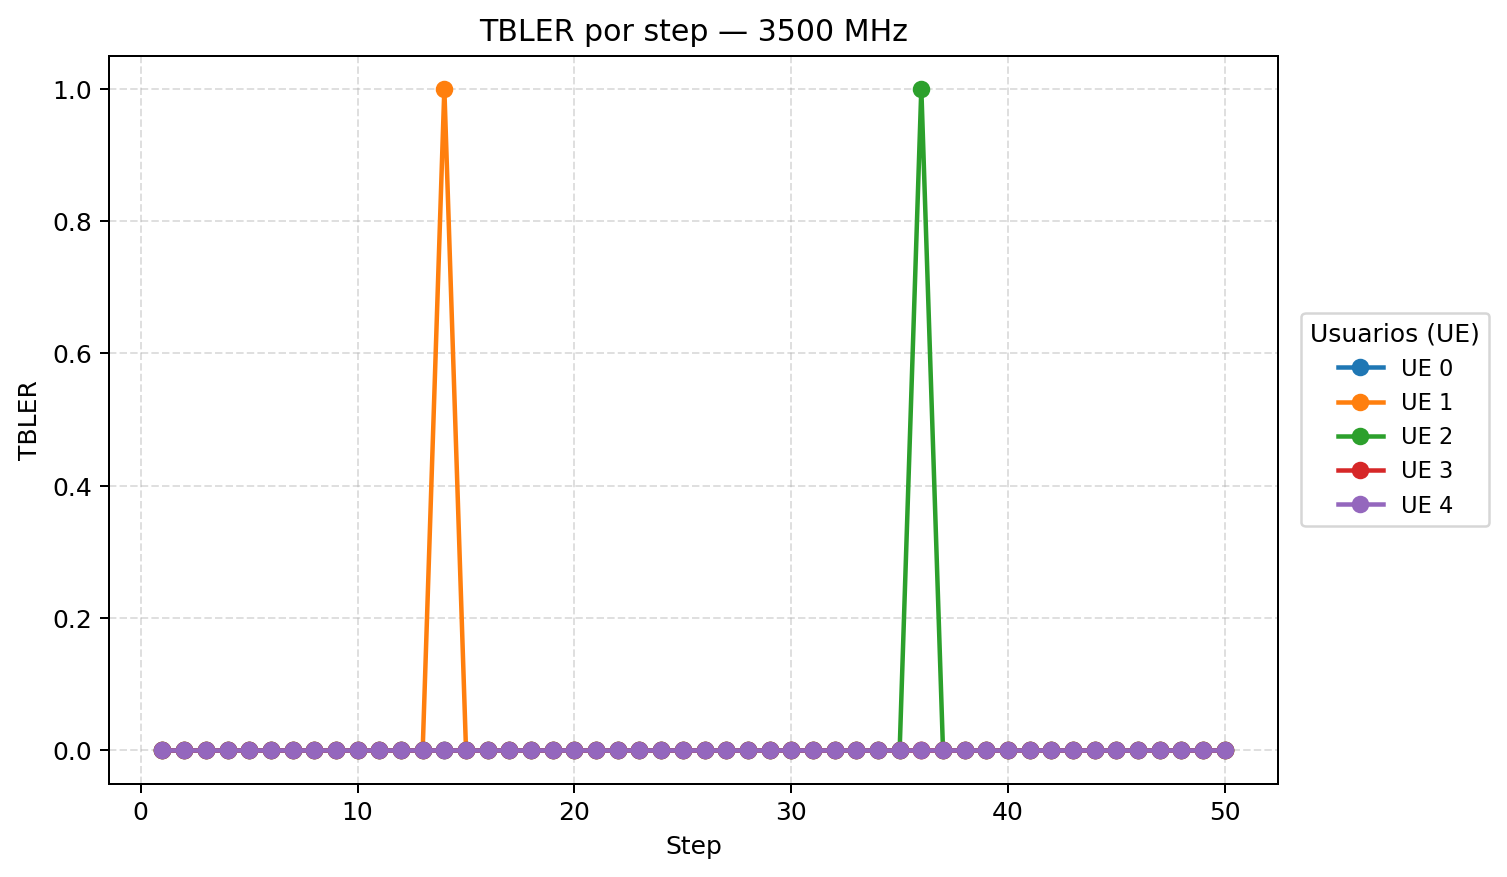 TBLER por step — 3500 MHz
TBLER
1.0
0.8
0.6
0.4
0.2
0.0
0 10 20 30 40 50
Step
Usuarios (UE)
UE 0
UE 1
UE 2
UE 3
UE 4